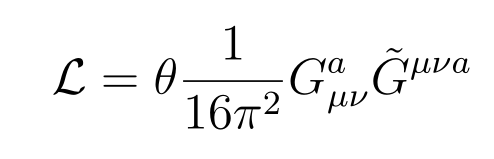 $\mathcal{L} = \theta \frac{1}{16\pi^2} G^a_{\mu\nu} \tilde{G}^{\mu\nu a}$